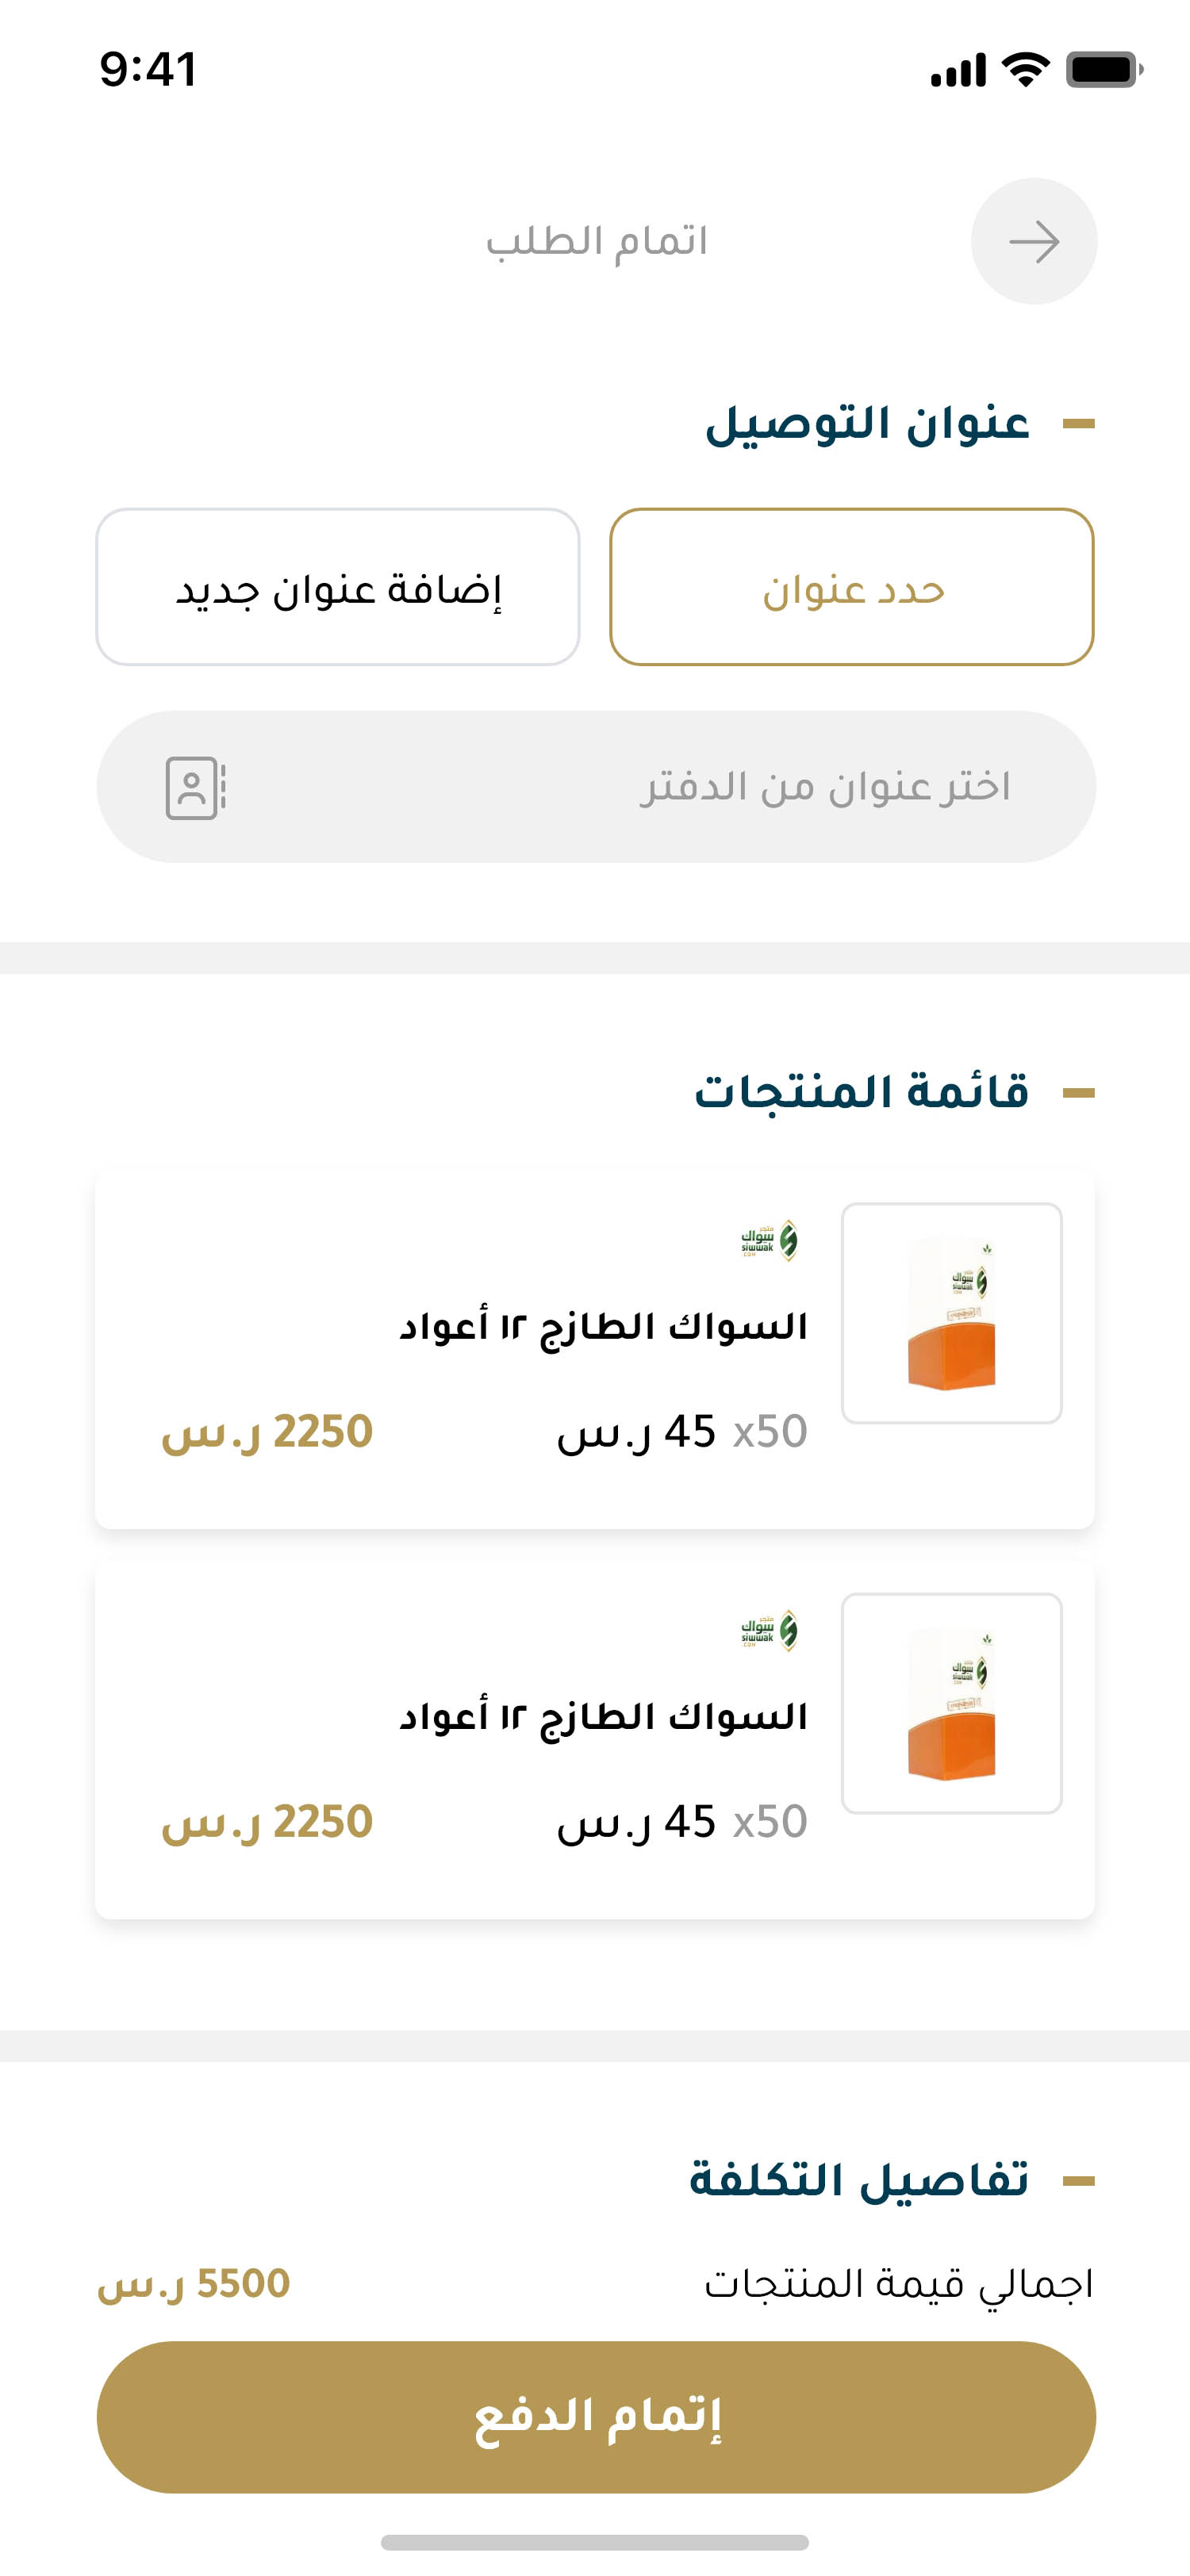 9:41
اتمام الطلب
عنوان التوصيل
حدد عنوان
إضافة عنوان جديد
اختر عنوان من الدفتر
قائمة المنتجات
متجر
سواك
siwwak
.COM
السواك الطازج ١٢ أعواد
x50 45 ر.س 2250 ر.س
متجر
سواك
siwwak
.COM
السواك الطازج ١٢ أعواد
x50 45 ر.س 2250 ر.س
تفاصيل التكلفة
اجمالي قيمة المنتجات 5500 ر.س
إتمام الدفع